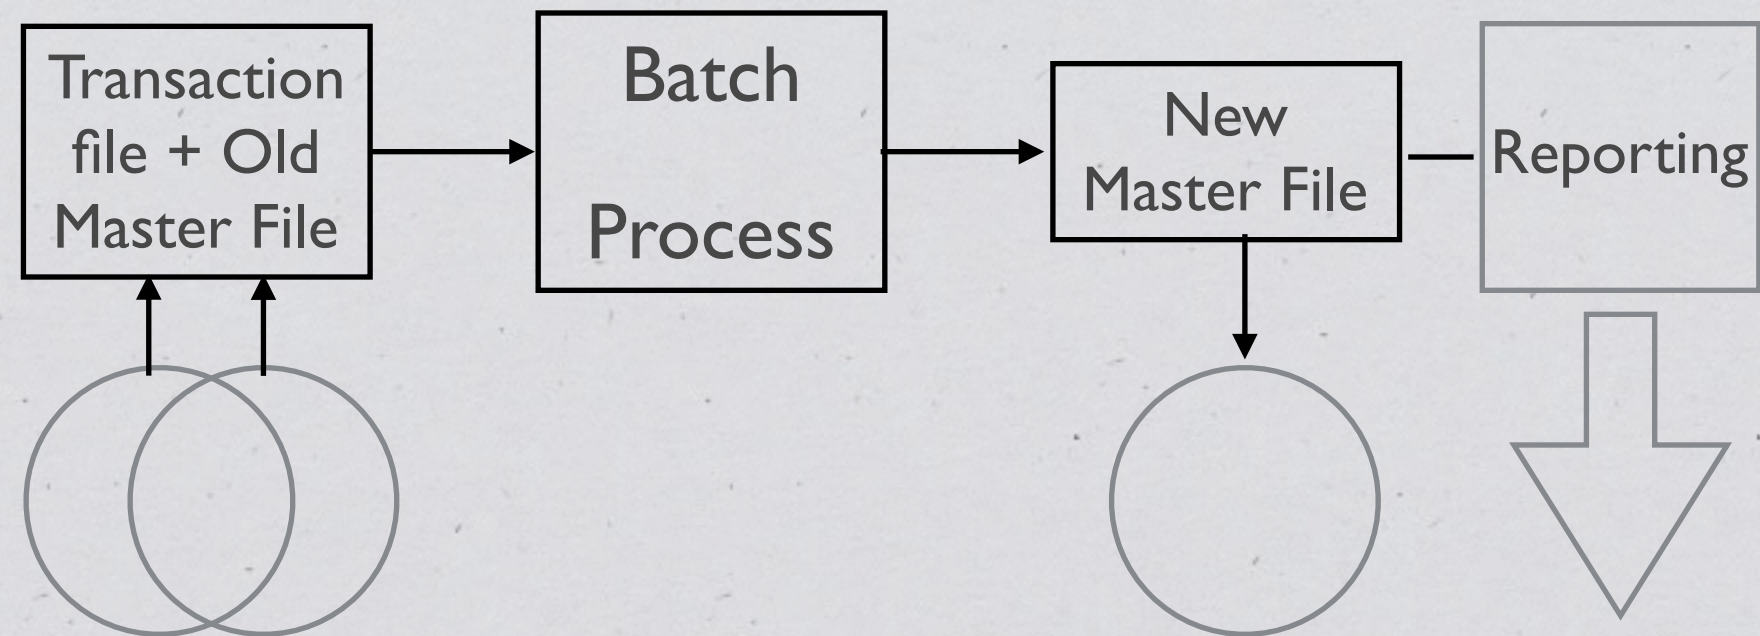 Transaction
file + Old
Master File
Batch
Process
New
Master File
Reporting